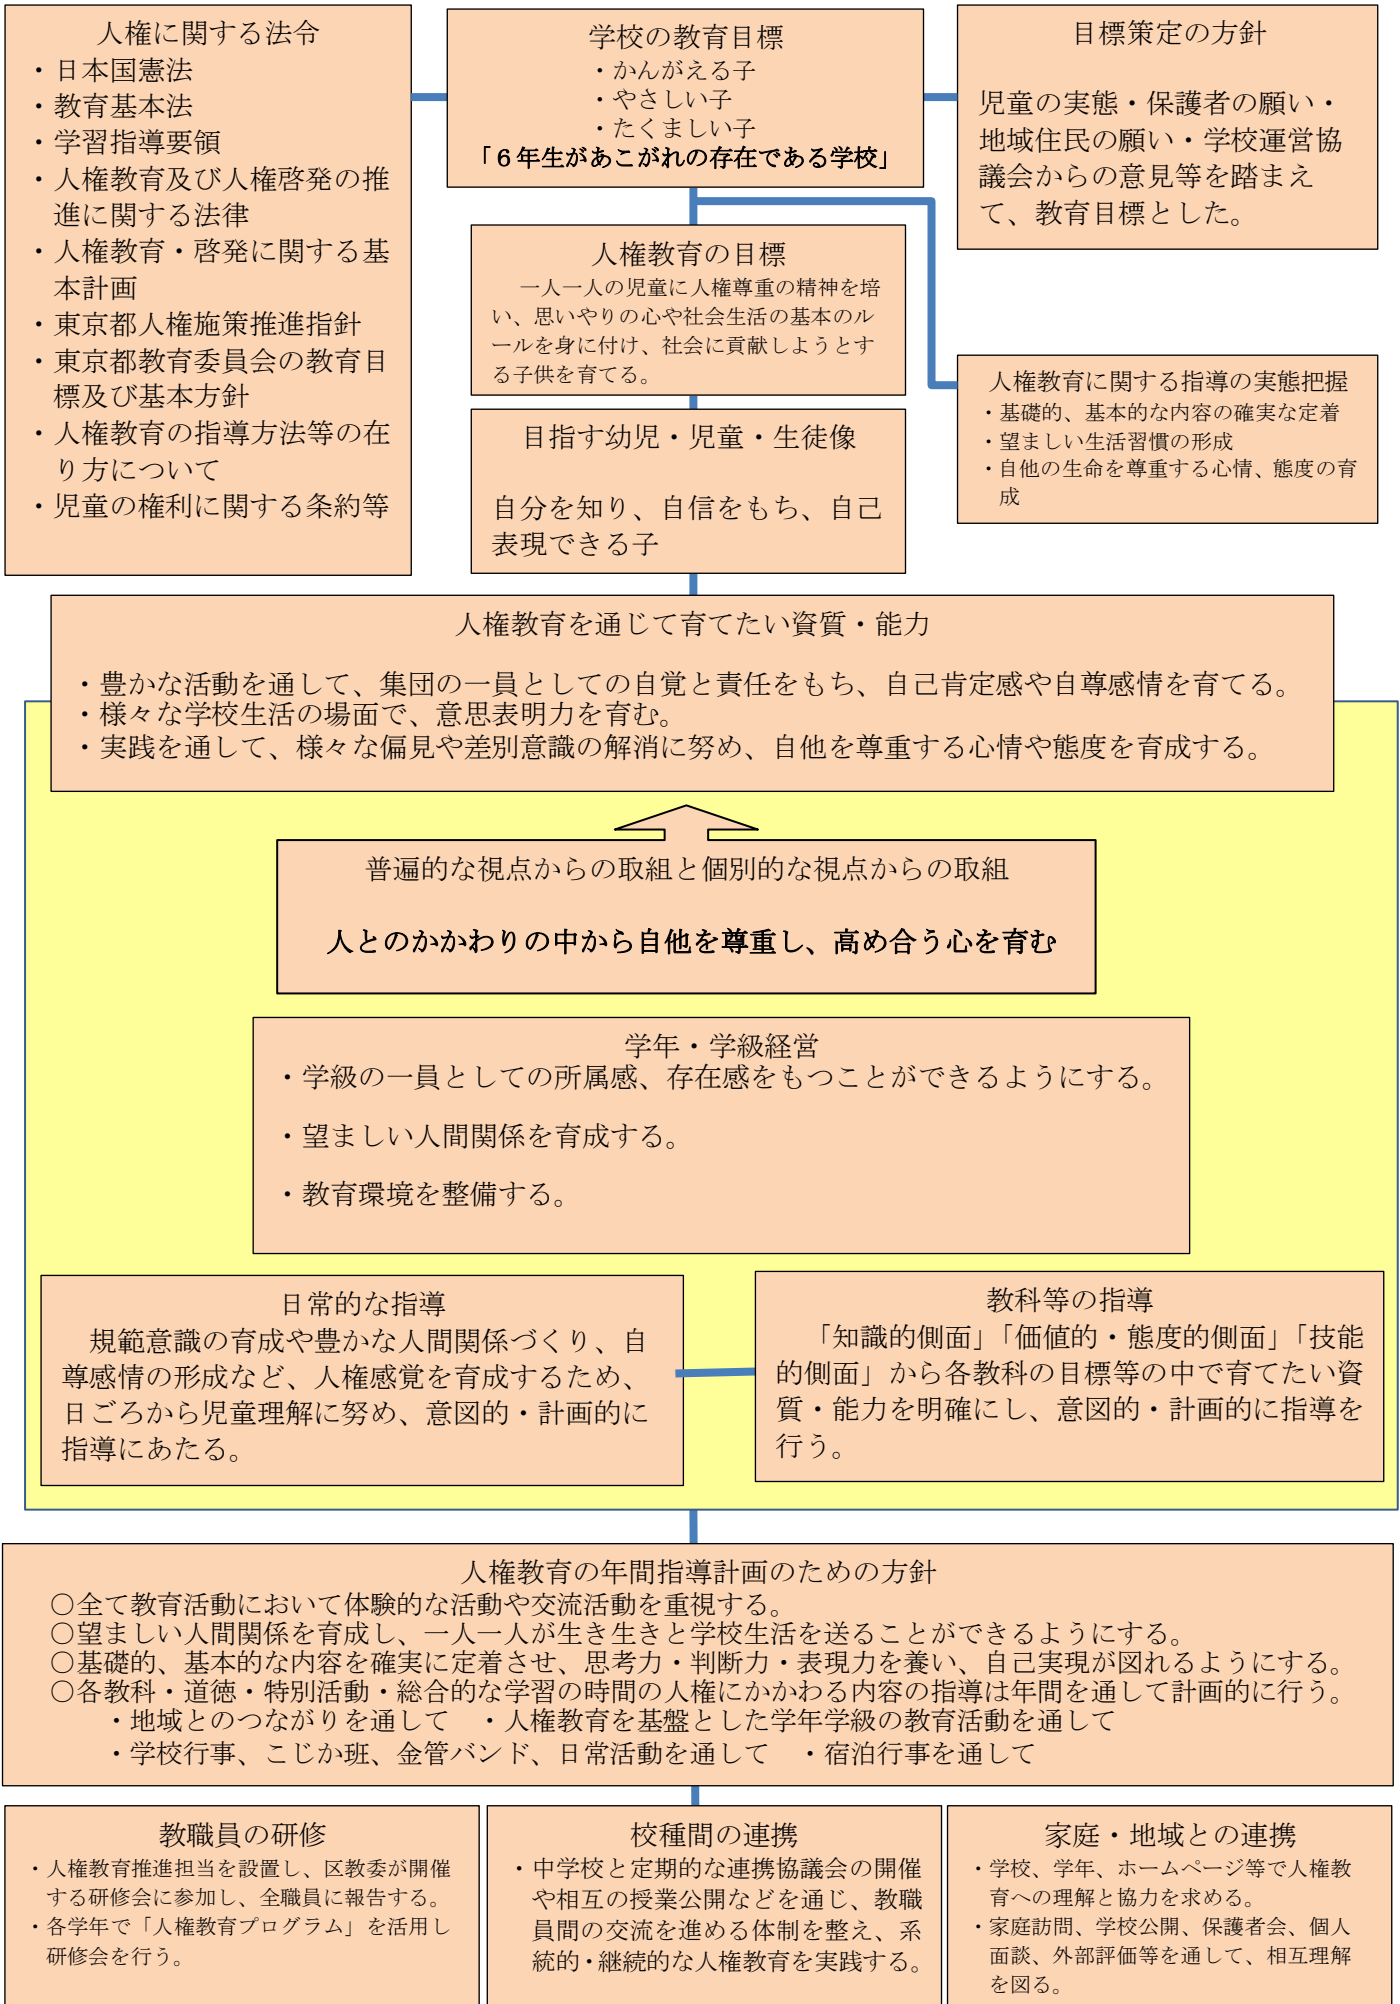 人権に関する法令
・日本国憲法
・教育基本法
・学習指導要領
・人権教育及び人権啓発の推
進に関する法律
・人権教育・啓発に関する基
本計画
・東京都人権施策推進指針
・東京都教育委員会の教育目
標及び基本方針
・人権教育の指導方法等の在
り方について
・児童の権利に関する条約等
学校の教育目標
・かんがえる子
・やさしい子
・たくましい子
「６年生があこがれの存在である学校」
目標策定の方針
児童の実態・保護者の願い・
地域住民の願い・学校運営協
議会からの意見等を踏まえ
て、教育目標とした。
人権教育の目標
一人一人の児童に人権尊重の精神を培
い、思いやりの心や社会生活の基本のル
ールを身に付け、社会に貢献しようとす
る子供を育てる。
人権教育に関する指導の実態把握
・基礎的、基本的な内容の確実な定着
・望ましい生活習慣の形成
・自他の生命を尊重する心情、態度の育
成
目指す幼児・児童・生徒像
自分を知り、自信をもち、自己
表現できる子
人権教育を通じて育てたい資質・能力
・豊かな活動を通して、集団の一員としての自覚と責任をもち、自己肯定感や自尊感情を育てる。
・様々な学校生活の場面で、意思表明力を育む。
・実践を通して、様々な偏見や差別意識の解消に努め、自他を尊重する心情や態度を育成する。
普遍的な視点からの取組と個別的な視点からの取組
人とのかかわりの中から自他を尊重し、高め合う心を育む
学年・学級経営
・学級の一員としての所属感、存在感をもつことができるようにする。
・望ましい人間関係を育成する。
・教育環境を整備する。
日常的な指導
規範意識の育成や豊かな人間関係づくり、自
尊感情の形成など、人権感覚を育成するため、
日ごろから児童理解に努め、意図的・計画的に
指導にあたる。
教科等の指導
「知識的側面」「価値的・態度的側面」「技能
的側面」から各教科の目標等の中で育てたい資
質・能力を明確にし、意図的・計画的に指導を
行う。
人権教育の年間指導計画のための方針
○全て教育活動において体験的な活動や交流活動を重視する。
○望ましい人間関係を育成し、一人一人が生き生きと学校生活を送ることができるようにする。
○基礎的、基本的な内容を確実に定着させ、思考力・判断力・表現力を養い、自己実現が図れるようにする。
○各教科・道徳・特別活動・総合的な学習の時間の人権にかかわる内容の指導は年間を通して計画的に行う。
・地域とのつながりを通して　・人権教育を基盤とした学年学級の教育活動を通して
・学校行事、こじか班、金管バンド、日常活動を通して　・宿泊行事を通して
教職員の研修
・人権教育推進担当を設置し、区教委が開催
する研修会に参加し、全職員に報告する。
・各学年で「人権教育プログラム」を活用し
研修会を行う。
校種間の連携
・中学校と定期的な連携協議会の開催
や相互の授業公開などを通じ、教職
員間の交流を進める体制を整え、系
統的・継続的な人権教育を実践する。
家庭・地域との連携
・学校、学年、ホームページ等で人権教
育への理解と協力を求める。
・家庭訪問、学校公開、保護者会、個人
面談、外部評価等を通して、相互理解
を図る。